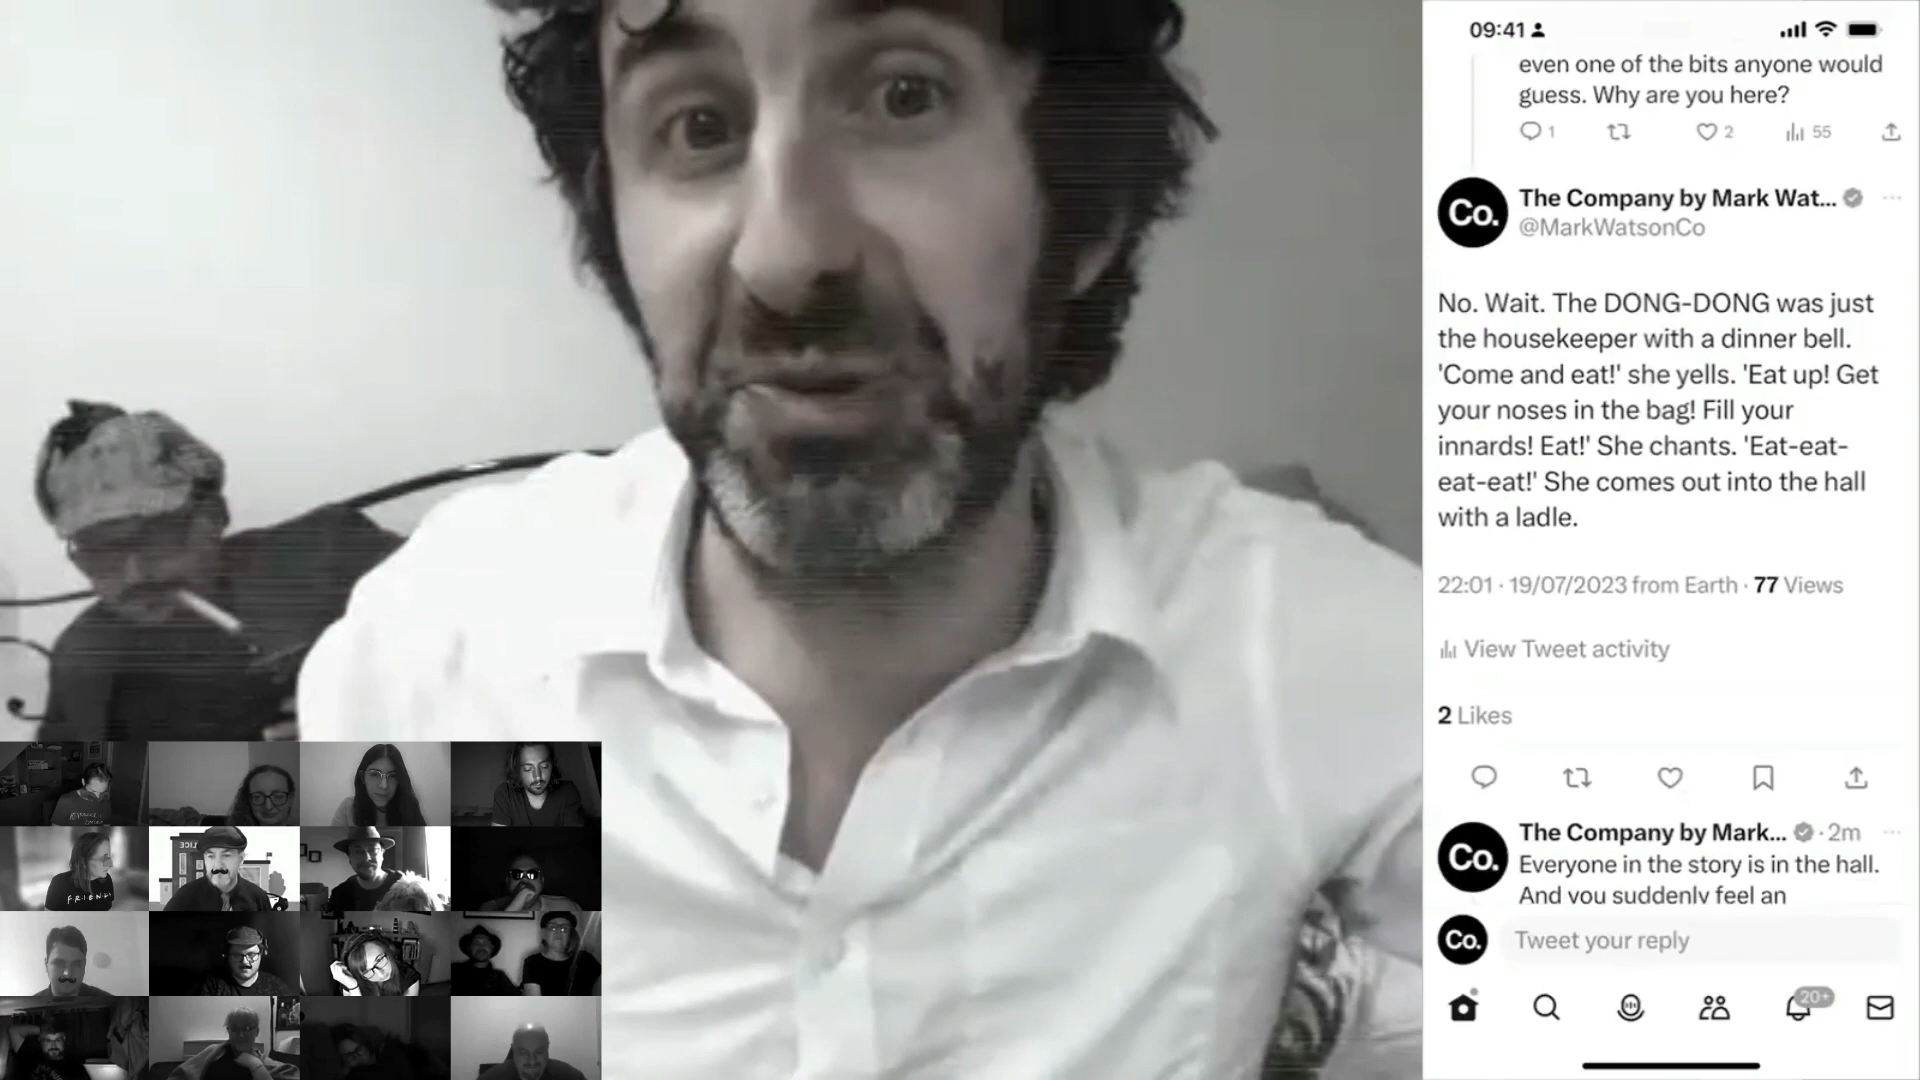 09:41
even one of the bits anyone would
guess. Why are you here?
1 2 55
Co. The Company by Mark Wat...
@MarkWatsonCo
No. Wait. The DONG-DONG was just
the housekeeper with a dinner bell.
'Come and eat!' she yells. 'Eat up! Get
your noses in the bag! Fill your
innards! Eat!' She chants. 'Eat-eat-
eat-eat!' She comes out into the hall
with a ladle.
22:01 · 19/07/2023 from Earth · 77 Views
View Tweet activity
2 Likes
Co. The Company by Mark... · 2m
Everyone in the story is in the hall.
And you suddenly feel an
Co. Tweet your reply
20+
F·R·I·E·N·